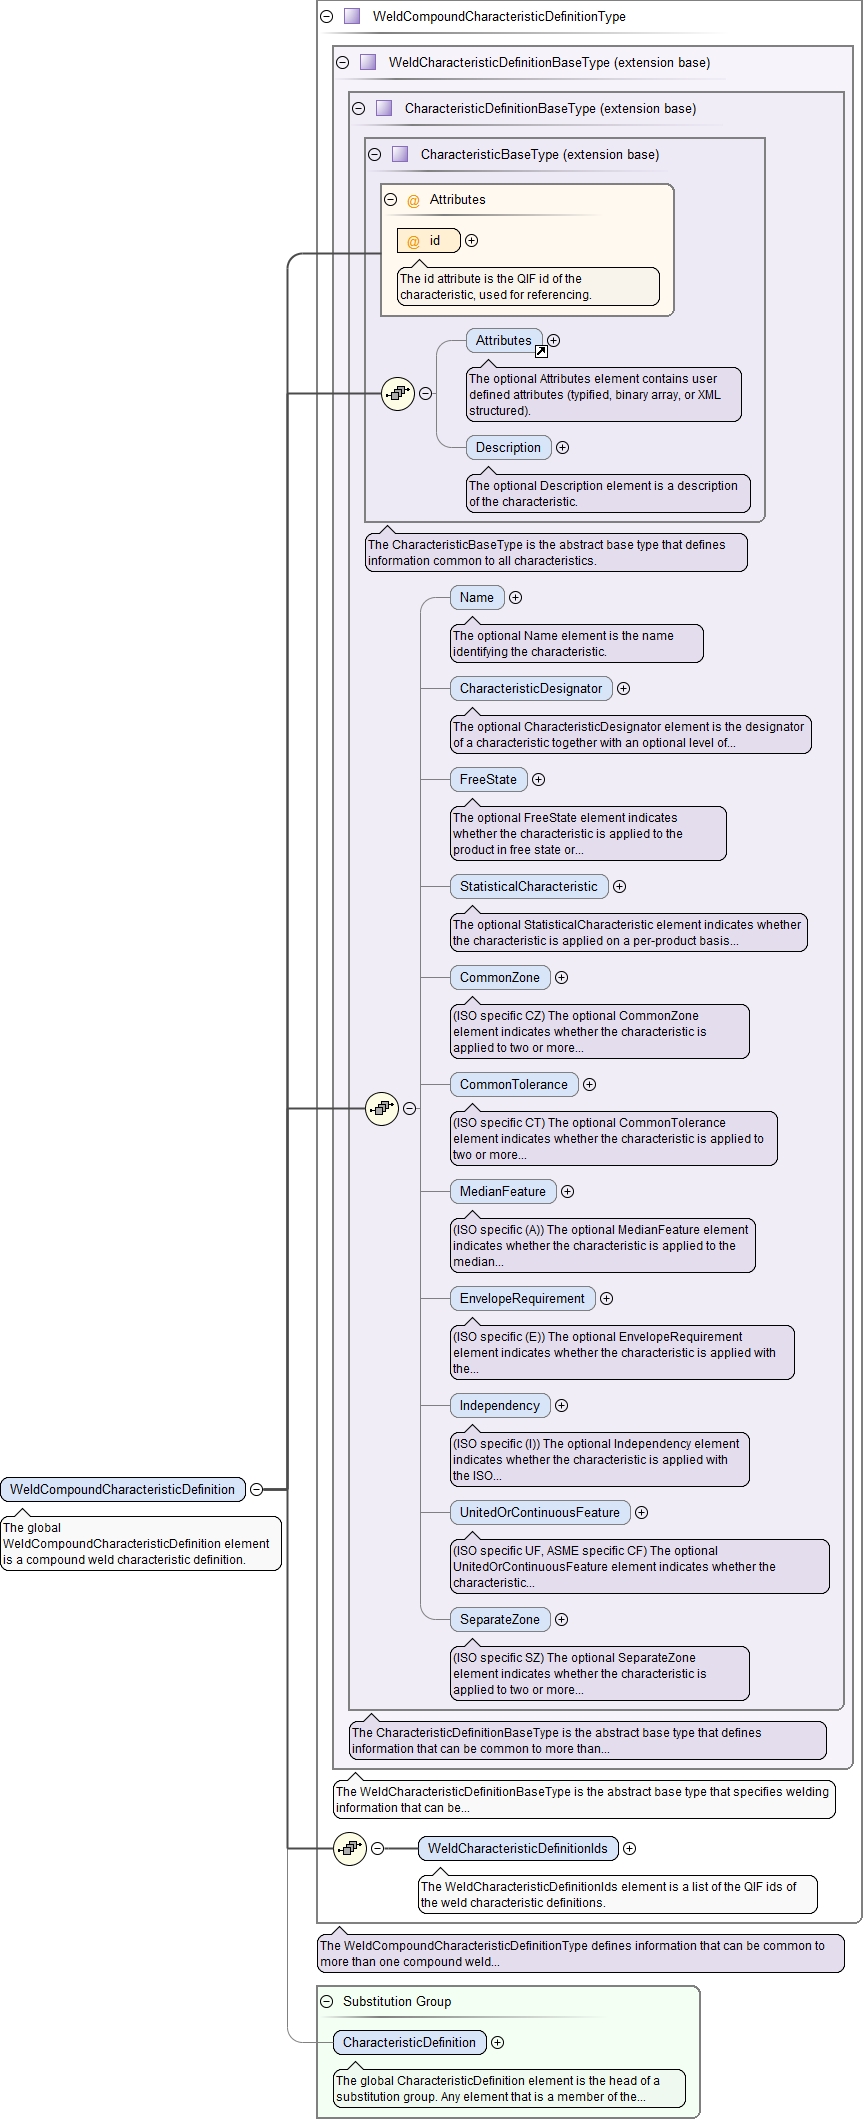 WeldCompoundCharacteristicDefinitionType
WeldCharacteristicDefinitionBaseType (extension base)
CharacteristicDefinitionBaseType (extension base)
CharacteristicBaseType (extension base)
@ Attributes
@ id
The id attribute is the QIF id of the
characteristic, used for referencing.
Attributes
The optional Attributes element contains user
defined attributes (typified, binary array, or XML
structured).
Description
The optional Description element is a description
of the characteristic.
The CharacteristicBaseType is the abstract base type that defines
information common to all characteristics.
Name
The optional Name element is the name
identifying the characteristic.
CharacteristicDesignator
The optional CharacteristicDesignator element is the designator
of a characteristic together with an optional level of...
FreeState
The optional FreeState element indicates
whether the characteristic is applied to the
product in free state or...
StatisticalCharacteristic
The optional StatisticalCharacteristic element indicates whether
the characteristic is applied on a per-product basis...
CommonZone
(ISO specific CZ) The optional CommonZone
element indicates whether the characteristic is
applied to two or more...
CommonTolerance
(ISO specific CT) The optional CommonTolerance
element indicates whether the characteristic is applied to
two or more...
MedianFeature
(ISO specific (A)) The optional MedianFeature element
indicates whether the characteristic is applied to the
median...
EnvelopeRequirement
(ISO specific (E)) The optional EnvelopeRequirement
element indicates whether the characteristic is applied with
the...
Independency
(ISO specific (I)) The optional Independency element
indicates whether the characteristic is applied with
the ISO...
WeldCompoundCharacteristicDefinition
The global
WeldCompoundCharacteristicDefinition element
is a compound weld characteristic definition.
UnitedOrContinuousFeature
(ISO specific UF, ASME specific CF) The optional
UnitedOrContinuousFeature element indicates whether the
characteristic...
SeparateZone
(ISO specific SZ) The optional SeparateZone
element indicates whether the characteristic is
applied to two or more...
The CharacteristicDefinitionBaseType is the abstract base type that defines
information that can be common to more than...
The WeldCharacteristicDefinitionBaseType is the abstract base type that specifies welding
information that can be...
WeldCharacteristicDefinitionIds
The WeldCharacteristicDefinitionIds element is a list of the QIF ids of
the weld characteristic definitions.
The WeldCompoundCharacteristicDefinitionType defines information that can be common to
more than one compound weld...
Substitution Group
CharacteristicDefinition
The global CharacteristicDefinition element is the head of a
substitution group. Any element that is a member of the...